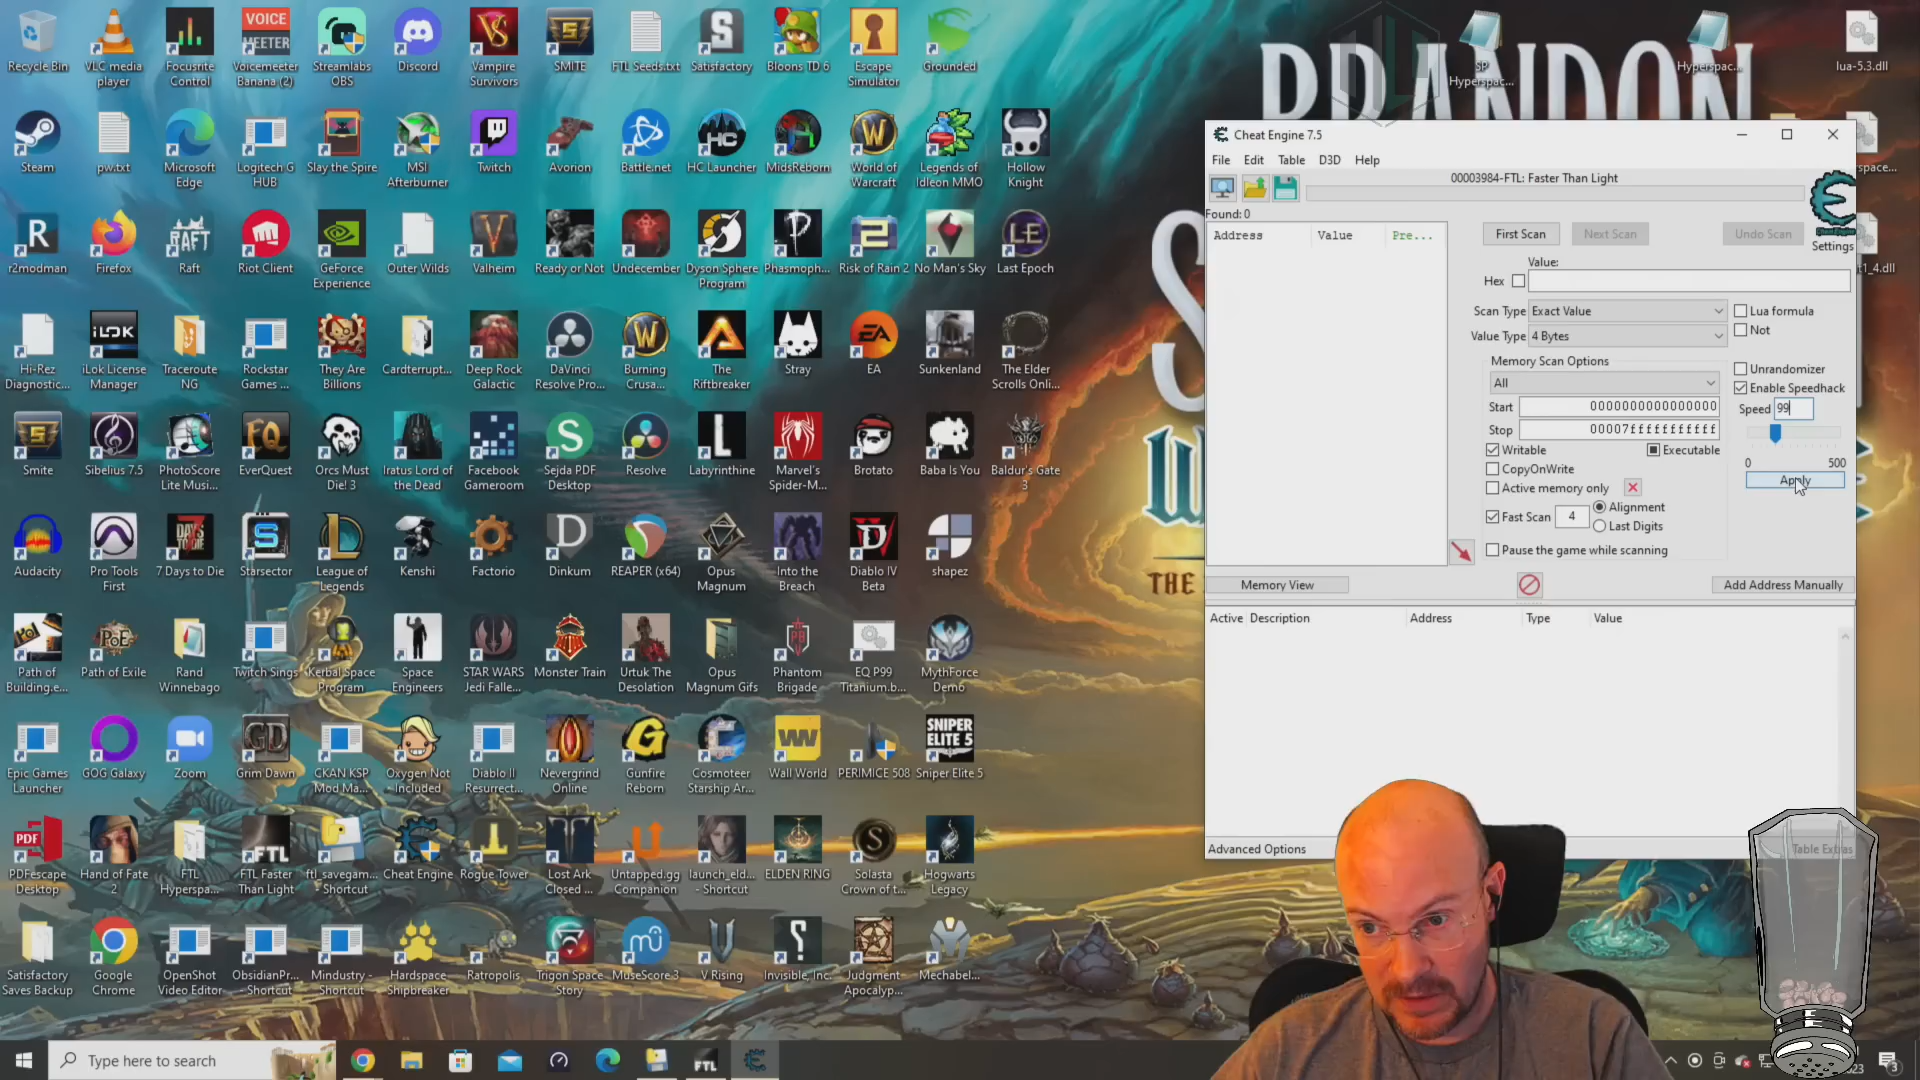 Recycle Bin
VLC media player
Focusrite Control
VOICE MEETER
Voicemeeter Banana (2)
Streamlabs OBS
Discord
Vampire Survivors
SMITE
FTL Seeds.txt
Satisfactory
Bloons TD 6
Escape Simulator
Grounded
SP Hyperspac...
Hyperspac...
lua-5.3.dll
BRANDON
Steam
pw.txt
Microsoft Edge
Logitech G HUB
Slay the Spire
MSI Afterburner
Twitch
Avorion
Battle.net
HC Launcher
MidsReborn
World of Warcraft
Legends of Idleon MMO
Hollow Knight
r2modman
Firefox
Raft
Riot Client
GeForce Experience
Outer Wilds
Valheim
Ready or Not
Undecember
Dyson Sphere Program
Phasmoph...
Risk of Rain 2
No Man's Sky
Last Epoch
Hi-Rez Diagnostic...
iLok License Manager
Traceroute NG
Rockstar Games ...
They Are Billions
Cardterrupt...
Deep Rock Galactic
DaVinci Resolve Pro...
Burning Crusa...
The Riftbreaker
Stray
EA
Sunkenland
The Elder Scrolls Onli...
Smite
Sibelius 7.5
PhotoScore Lite Musi...
EverQuest
Orcs Must Die! 3
Iratus Lord of the Dead
Facebook Gameroom
Sejda PDF Desktop
Resolve
Labyrinthine
Marvel's Spider-M...
Brotato
Baba Is You
Baldur's Gate 3
Audacity
Pro Tools First
7 Days to Die
Starsector
League of Legends
Kenshi
Factorio
Dinkum
REAPER (x64)
Opus Magnum
Into the Breach
Diablo IV Beta
shapez
Path of Building.e...
Path of Exile
Rand Winnebago
Twitch Sings
Kerbal Space Program
Space Engineers
STAR WARS Jedi Falle...
Monster Train
Urtuk The Desolation
Opus Magnum Gifs
Phantom Brigade
EQ P99 Titanium.b...
MythForce Demo
Epic Games Launcher
GOG Galaxy
Zoom
Grim Dawn
CKAN KSP Mod Ma...
Oxygen Not Included
Diablo II Resurrect...
Nevergrind Online
Gunfire Reborn
Cosmoteer Starship Ar...
Wall World
PERIMICE 508
Sniper Elite 5
PDFescape Desktop
Hand of Fate 2
FTL Hyperspa...
FTL Faster Than Light
ftl_savegam... - Shortcut
Cheat Engine
Rogue Tower
Lost Ark Closed ...
Untapped.gg Companion
launch_eld... - Shortcut
ELDEN RING
Solasta Crown of t...
Hogwarts Legacy
Satisfactory Saves Backup
Google Chrome
OpenShot Video Editor
ObsidianPr... - Shortcut
Mindustry - Shortcut
Hardspace Shipbreaker
Ratropolis
Trigon Space Story
MuseScore 3
V Rising
Invisible, Inc.
Judgment Apocalyp...
Mechabel...
THE
Cheat Engine 7.5
File Edit Table D3D Help
00003984-FTL: Faster Than Light
Found: 0
Settings
Address Value Pre...
First Scan Next Scan Undo Scan
Value:
Hex
Scan Type Exact Value
Lua formula
Not
Value Type 4 Bytes
Memory Scan Options
All
Unrandomizer
Enable Speedhack
Start 0000000000000000
Speed 99
Stop 00007fffffffffff
Writable Executable
CopyOnWrite
0 500
Active memory only
Apply
Fast Scan 4 Alignment
Last Digits
Pause the game while scanning
Memory View
Add Address Manually
Active Description Address Type Value
Advanced Options
Table Extras
Type here to search
FTL
3